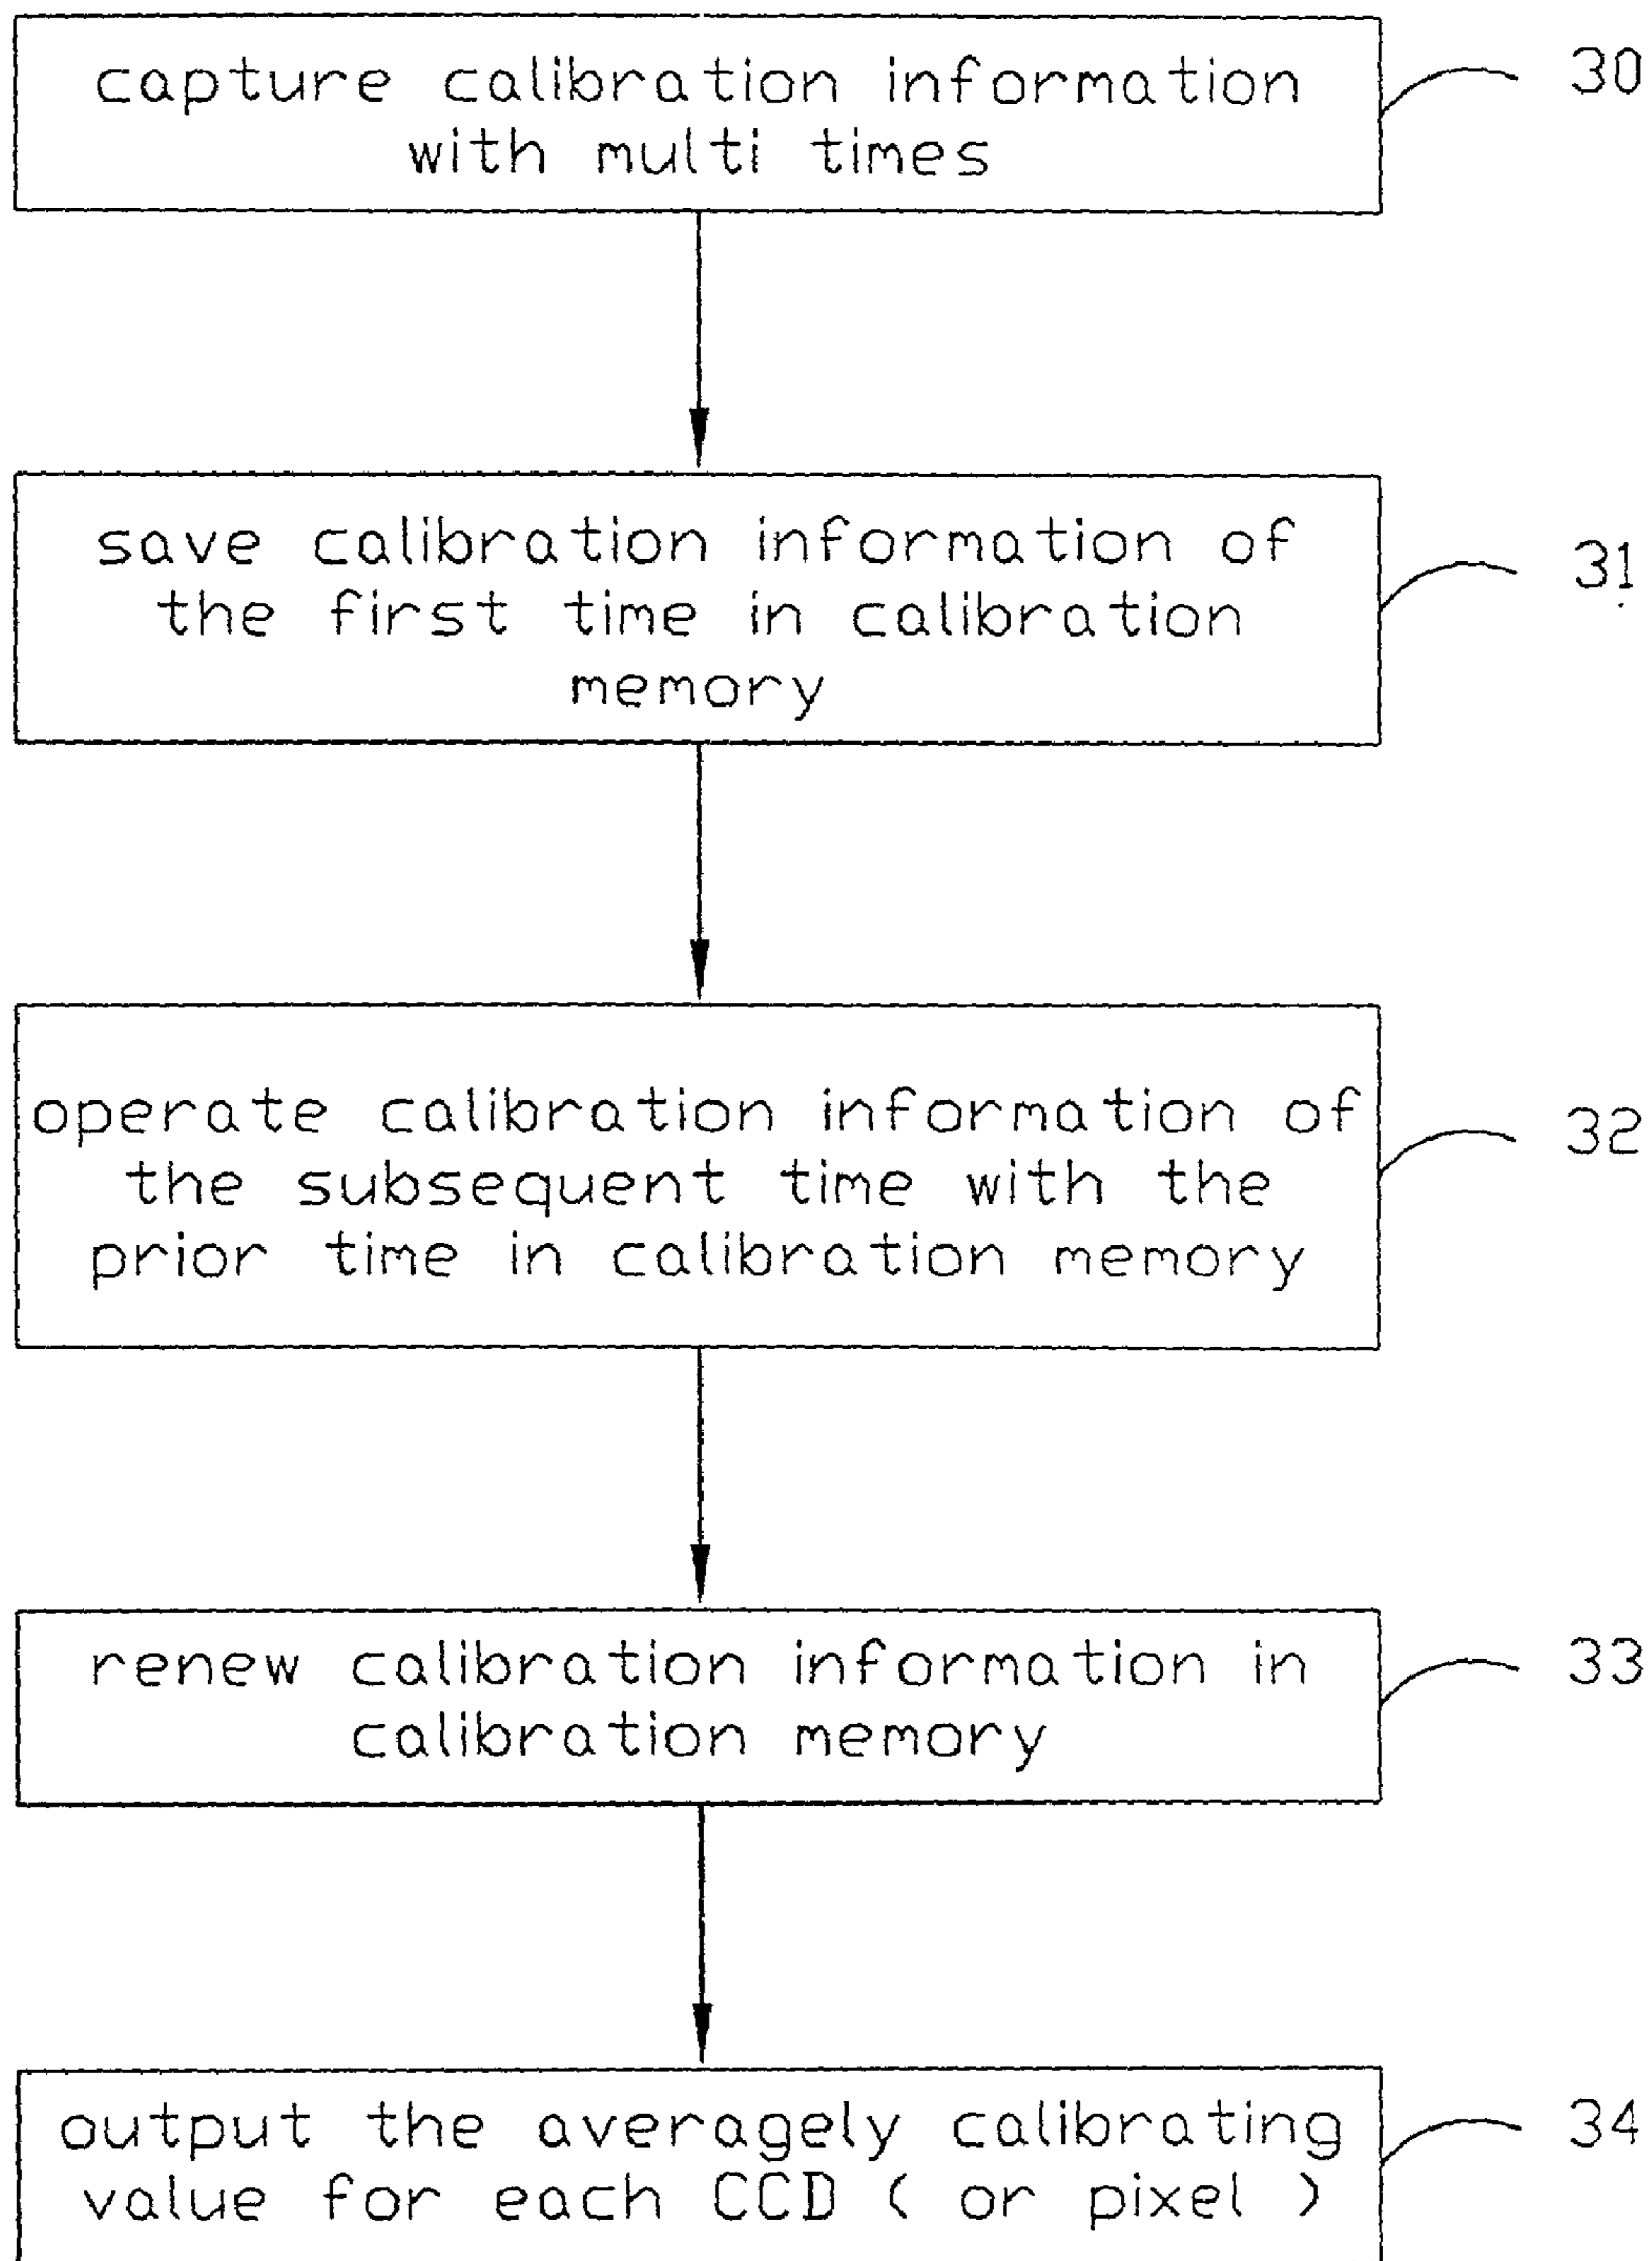 capture calibration information
with multi times
30
save calibration information of
the first time in calibration
memory
31
operate calibration information of
the subsequent time with the
prior time in calibration memory
32
renew calibration information in
calibration memory
33
output the averagely calibrating
value for each CCD ( or pixel )
34